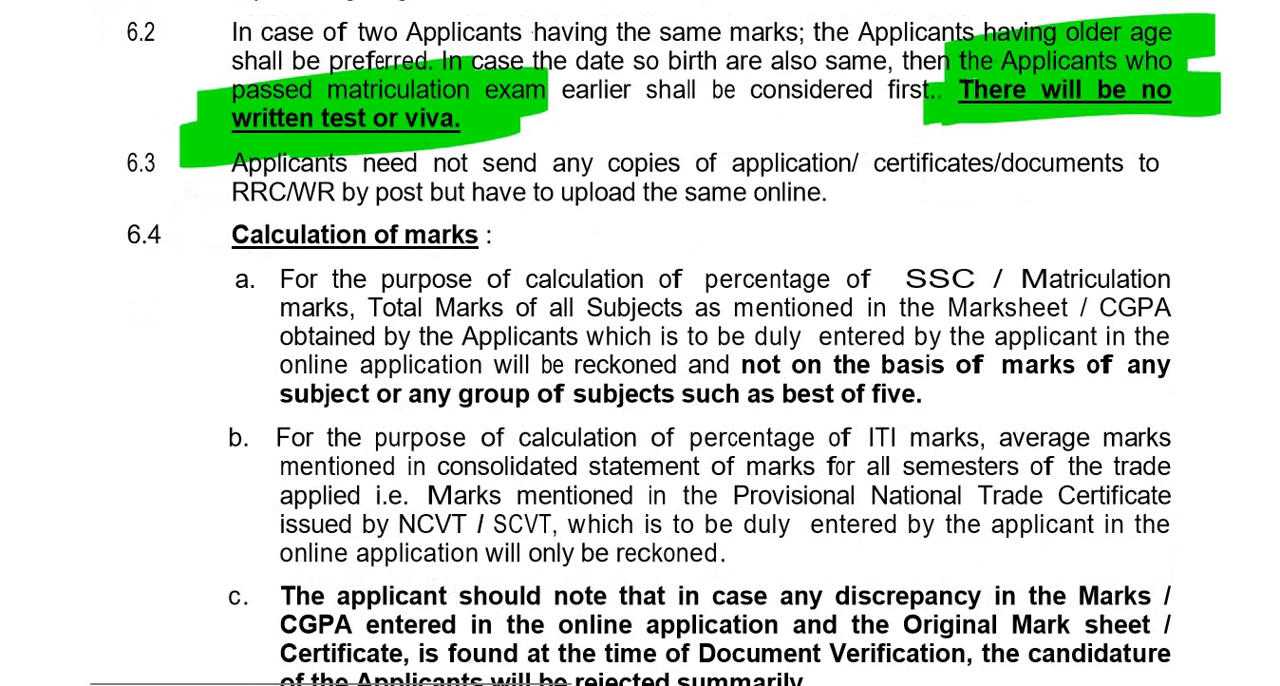 6.2 In case of two Applicants having the same marks; the Applicants having older age
shall be preferred. In case the date so birth are also same, then the Applicants who
passed matriculation exam earlier shall be considered first.. There will be no
written test or viva.
6.3 Applicants need not send any copies of application/ certificates/documents to
RRC/WR by post but have to upload the same online.
6.4 Calculation of marks :
a. For the purpose of calculation of percentage of SSC / Matriculation
marks, Total Marks of all Subjects as mentioned in the Marksheet / CGPA
obtained by the Applicants which is to be duly entered by the applicant in the
online application will be reckoned and not on the basis of marks of any
subject or any group of subjects such as best of five.
b. For the purpose of calculation of percentage of ITI marks, average marks
mentioned in consolidated statement of marks for all semesters of the trade
applied i.e. Marks mentioned in the Provisional National Trade Certificate
issued by NCVT / SCVT, which is to be duly entered by the applicant in the
online application will only be reckoned.
c. The applicant should note that in case any discrepancy in the Marks /
CGPA entered in the online application and the Original Mark sheet /
Certificate, is found at the time of Document Verification, the candidature
of the Applicants will be rejected summarily